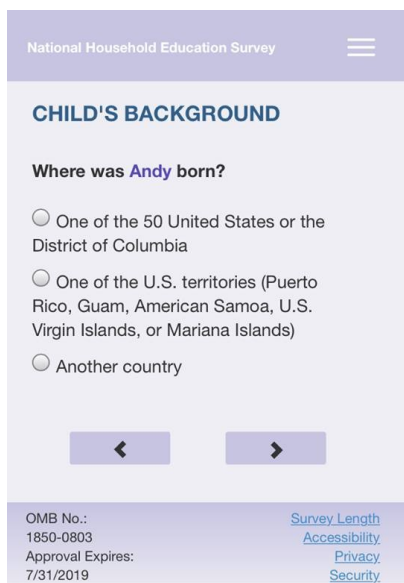 National Household Education Survey
CHILD'S BACKGROUND
Where was Andy born?
One of the 50 United States or the
District of Columbia
One of the U.S. territories (Puerto
Rico, Guam, American Samoa, U.S.
Virgin Islands, or Mariana Islands)
Another country
OMB No.:
1850-0803
Approval Expires:
7/31/2019
Survey Length
Accessibility
Privacy
Security